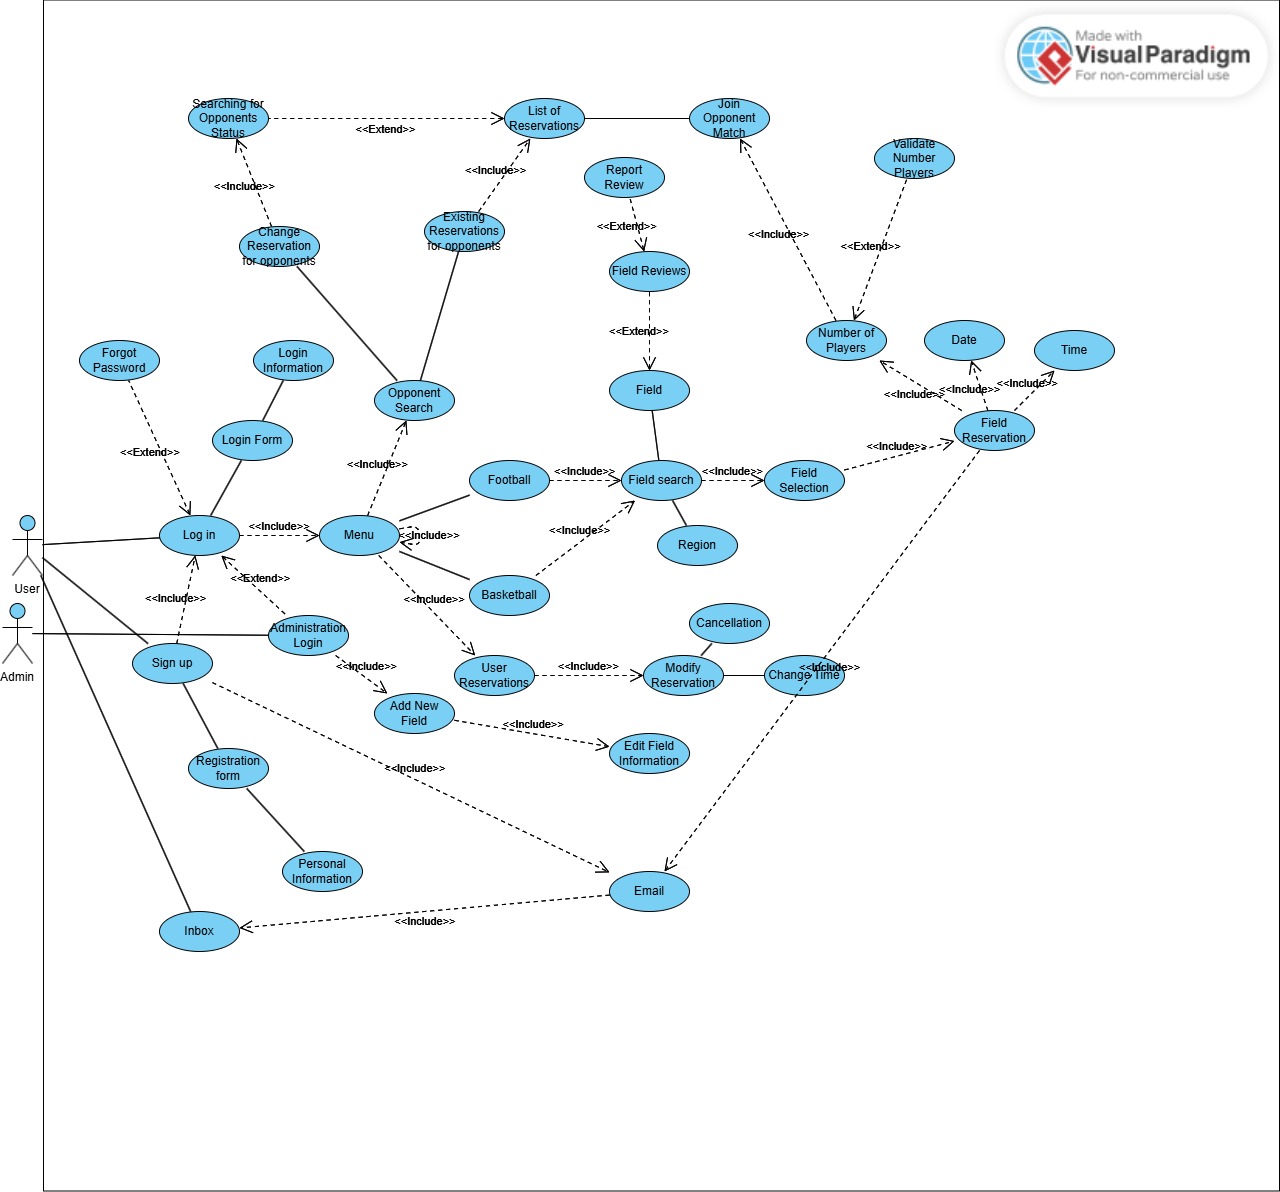 Made with
VisualParadigm
For non-commercial use
Searching for
Opponents
Status
<<Extend>>
List of
Reservations
Join
Opponent
Match
Validate
Number
Players
<<Include>>
<<Include>>
Report
Review
Change
Reservation
for opponents
Existing
Reservations
for opponents
<<Extend>>
<<Include>>
<<Extend>>
Field Reviews
<<Extend>>
Number of
Players
Date
Time
Forgot
Password
Login
Information
Opponent
Search
Field
<<Include>>
<<Include>>
<<Include>>
Field
Reservation
Login Form
<<Extend>>
<<Include>>
<<Include>>
Football
<<Include>>
Field search
<<Include>>
Field
Selection
Log in
<<Include>>
Menu
<<Include>>
<<Include>>
Region
User
<<Extend>>
<<Include>>
<<Include>>
Basketball
Administration
Login
Cancellation
Admin
Sign up
<<Include>>
User
Reservations
<<Include>>
Modify
Reservation
Change Time
<<Include>>
Add New
Field
<<Include>>
Edit Field
Information
Registration
form
<<Include>>
Personal
Information
Email
<<Include>>
Inbox